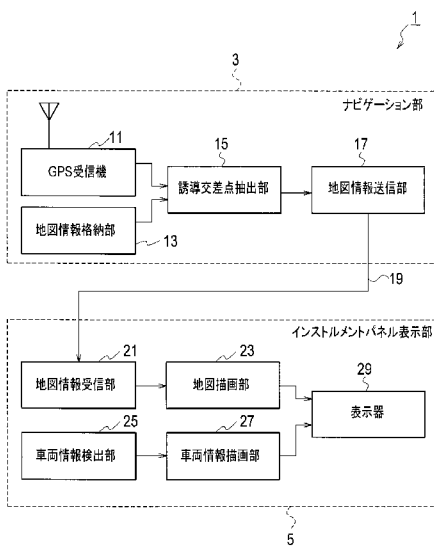 1
3
ナビゲーション部
11
GPS受信機
15
誘導交差点抽出部
17
地図情報送信部
地図情報格納部
13
19
インストルメントパネル表示部
21
地図情報受信部
23
地図描画部
29
表示器
25
車両情報検出部
27
車両情報描画部
5